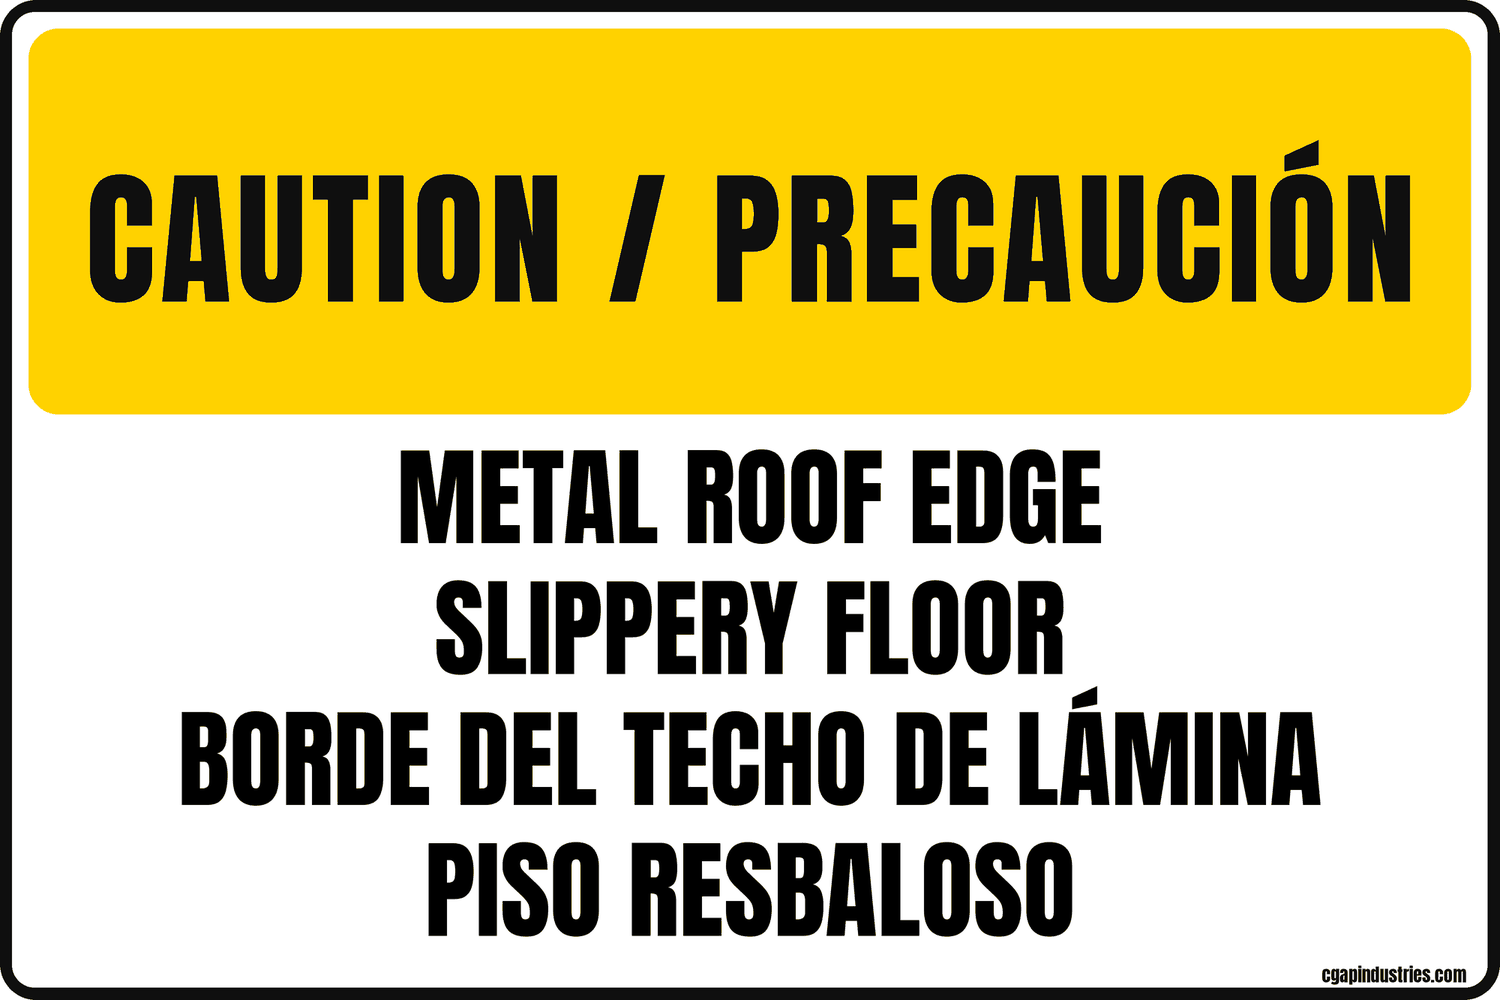 CAUTION / PRECAUCIÓN
METAL ROOF EDGE
SLIPPERY FLOOR
BORDE DEL TECHO DE LÁMINA
PISO RESBALOSO
cgapindustries.com